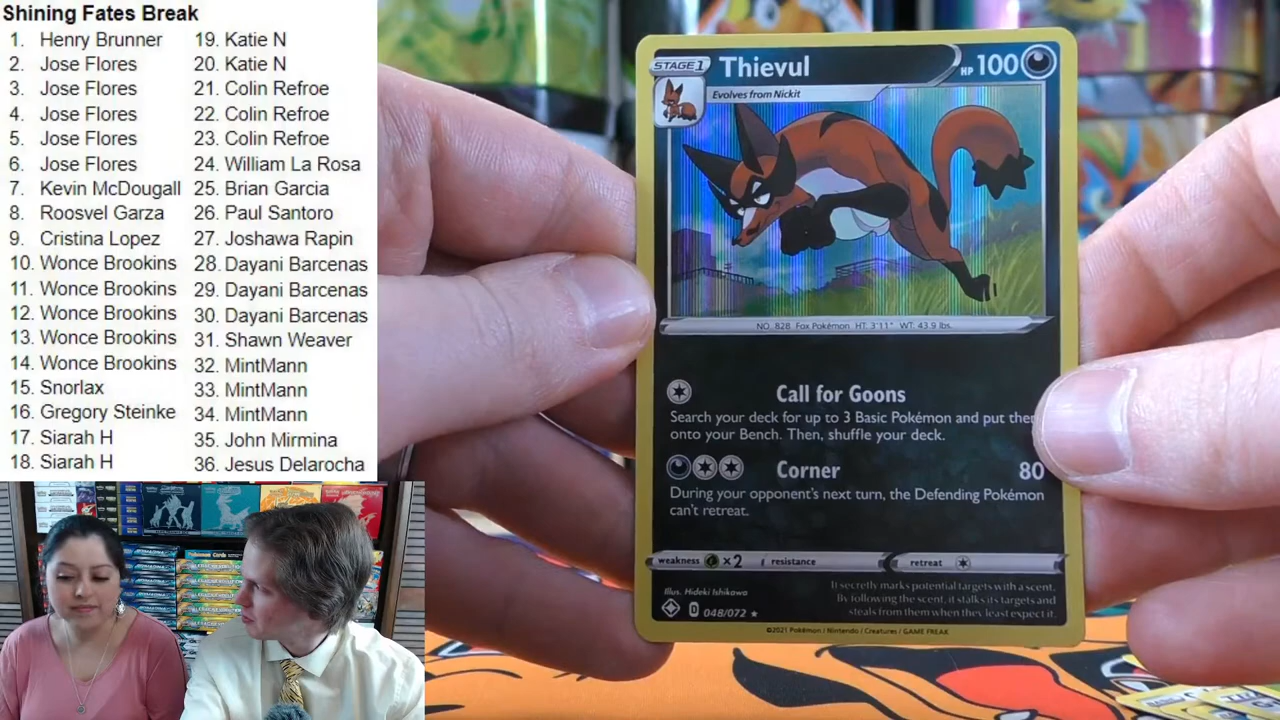 Shining Fates Break
1. Henry Brunner
2. Jose Flores
3. Jose Flores
4. Jose Flores
5. Jose Flores
6. Jose Flores
7. Kevin McDougall
8. Roosvel Garza
9. Cristina Lopez
10. Wonce Brookins
11. Wonce Brookins
12. Wonce Brookins
13. Wonce Brookins
14. Wonce Brookins
15. Snorlax
16. Gregory Steinke
17. Siarah H
18. Siarah H
19. Katie N
20. Katie N
21. Colin Refroe
22. Colin Refroe
23. Colin Refroe
24. William La Rosa
25. Brian Garcia
26. Paul Santoro
27. Joshawa Rapin
28. Dayani Barcenas
29. Dayani Barcenas
30. Dayani Barcenas
31. Shawn Weaver
32. MintMann
33. MintMann
34. MintMann
35. John Mirmina
36. Jesus Delarocha
STAGE 1 Thievul HP 100
Evolves from Nickit
NO. 828 Fox Pokémon HT: 3'11" WT: 43.9 lbs.
Call for Goons
Search your deck for up to 3 Basic Pokémon and put
onto your Bench. Then, shuffle your deck.
Corner 80
During your opponent's next turn, the Defending Pokémon
can't retreat.
weakness ×2 resistance retreat
Illus. Hideki Ishikawa
D 048/072 ★
It secretly marks potential targets with a scent.
By following the scent, it stalks its targets and
steals from them when they least expect it.
©2021 Pokémon / Nintendo / Creatures / GAME FREAK